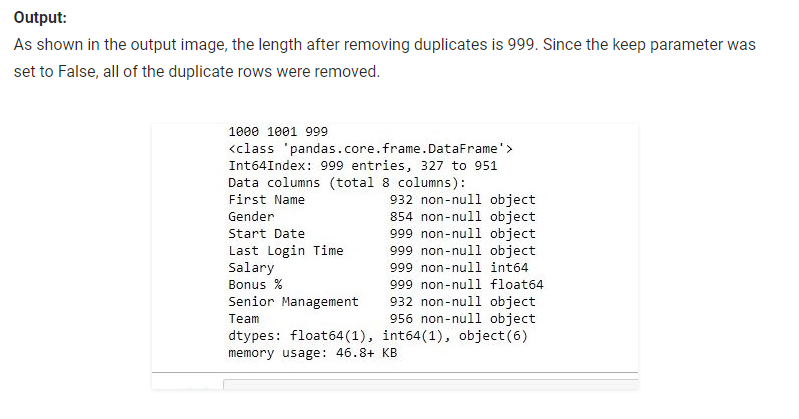 Output:
As shown in the output image, the length after removing duplicates is 999. Since the keep parameter was
set to False, all of the duplicate rows were removed.
1000 1001 999
<class 'pandas.core.frame.DataFrame'>
Int64Index: 999 entries, 327 to 951
Data columns (total 8 columns):
First Name 932 non-null object
Gender 854 non-null object
Start Date 999 non-null object
Last Login Time 999 non-null object
Salary 999 non-null int64
Bonus % 999 non-null float64
Senior Management 932 non-null object
Team 956 non-null object
dtypes: float64(1), int64(1), object(6)
memory usage: 46.8+ KB